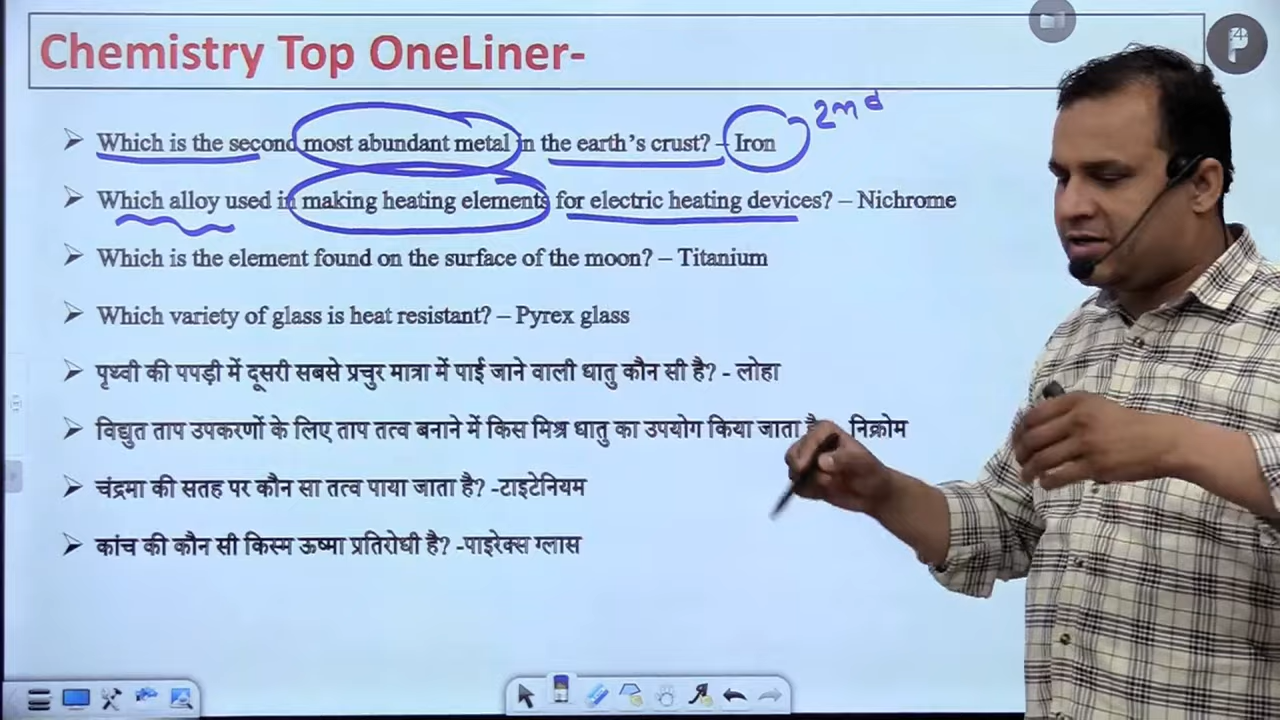 Chemistry Top OneLiner-
Which is the second most abundant metal in the earth's crust? – Iron 2nd
Which alloy used in making heating elements for electric heating devices? – Nichrome
Which is the element found on the surface of the moon? – Titanium
Which variety of glass is heat resistant? – Pyrex glass
पृथ्वी की पपड़ी में दूसरी सबसे प्रचुर मात्रा में पाई जाने वाली धातु कौन सी है? - लोहा
विद्युत ताप उपकरणों के लिए ताप तत्व बनाने में किस मिश्र धातु का उपयोग किया जाता निक्रोम
चंद्रमा की सतह पर कौन सा तत्व पाया जाता है? -टाइटेनियम
कांच की कौन सी किस्म ऊष्मा प्रतिरोधी है? -पाइरेक्स ग्लास